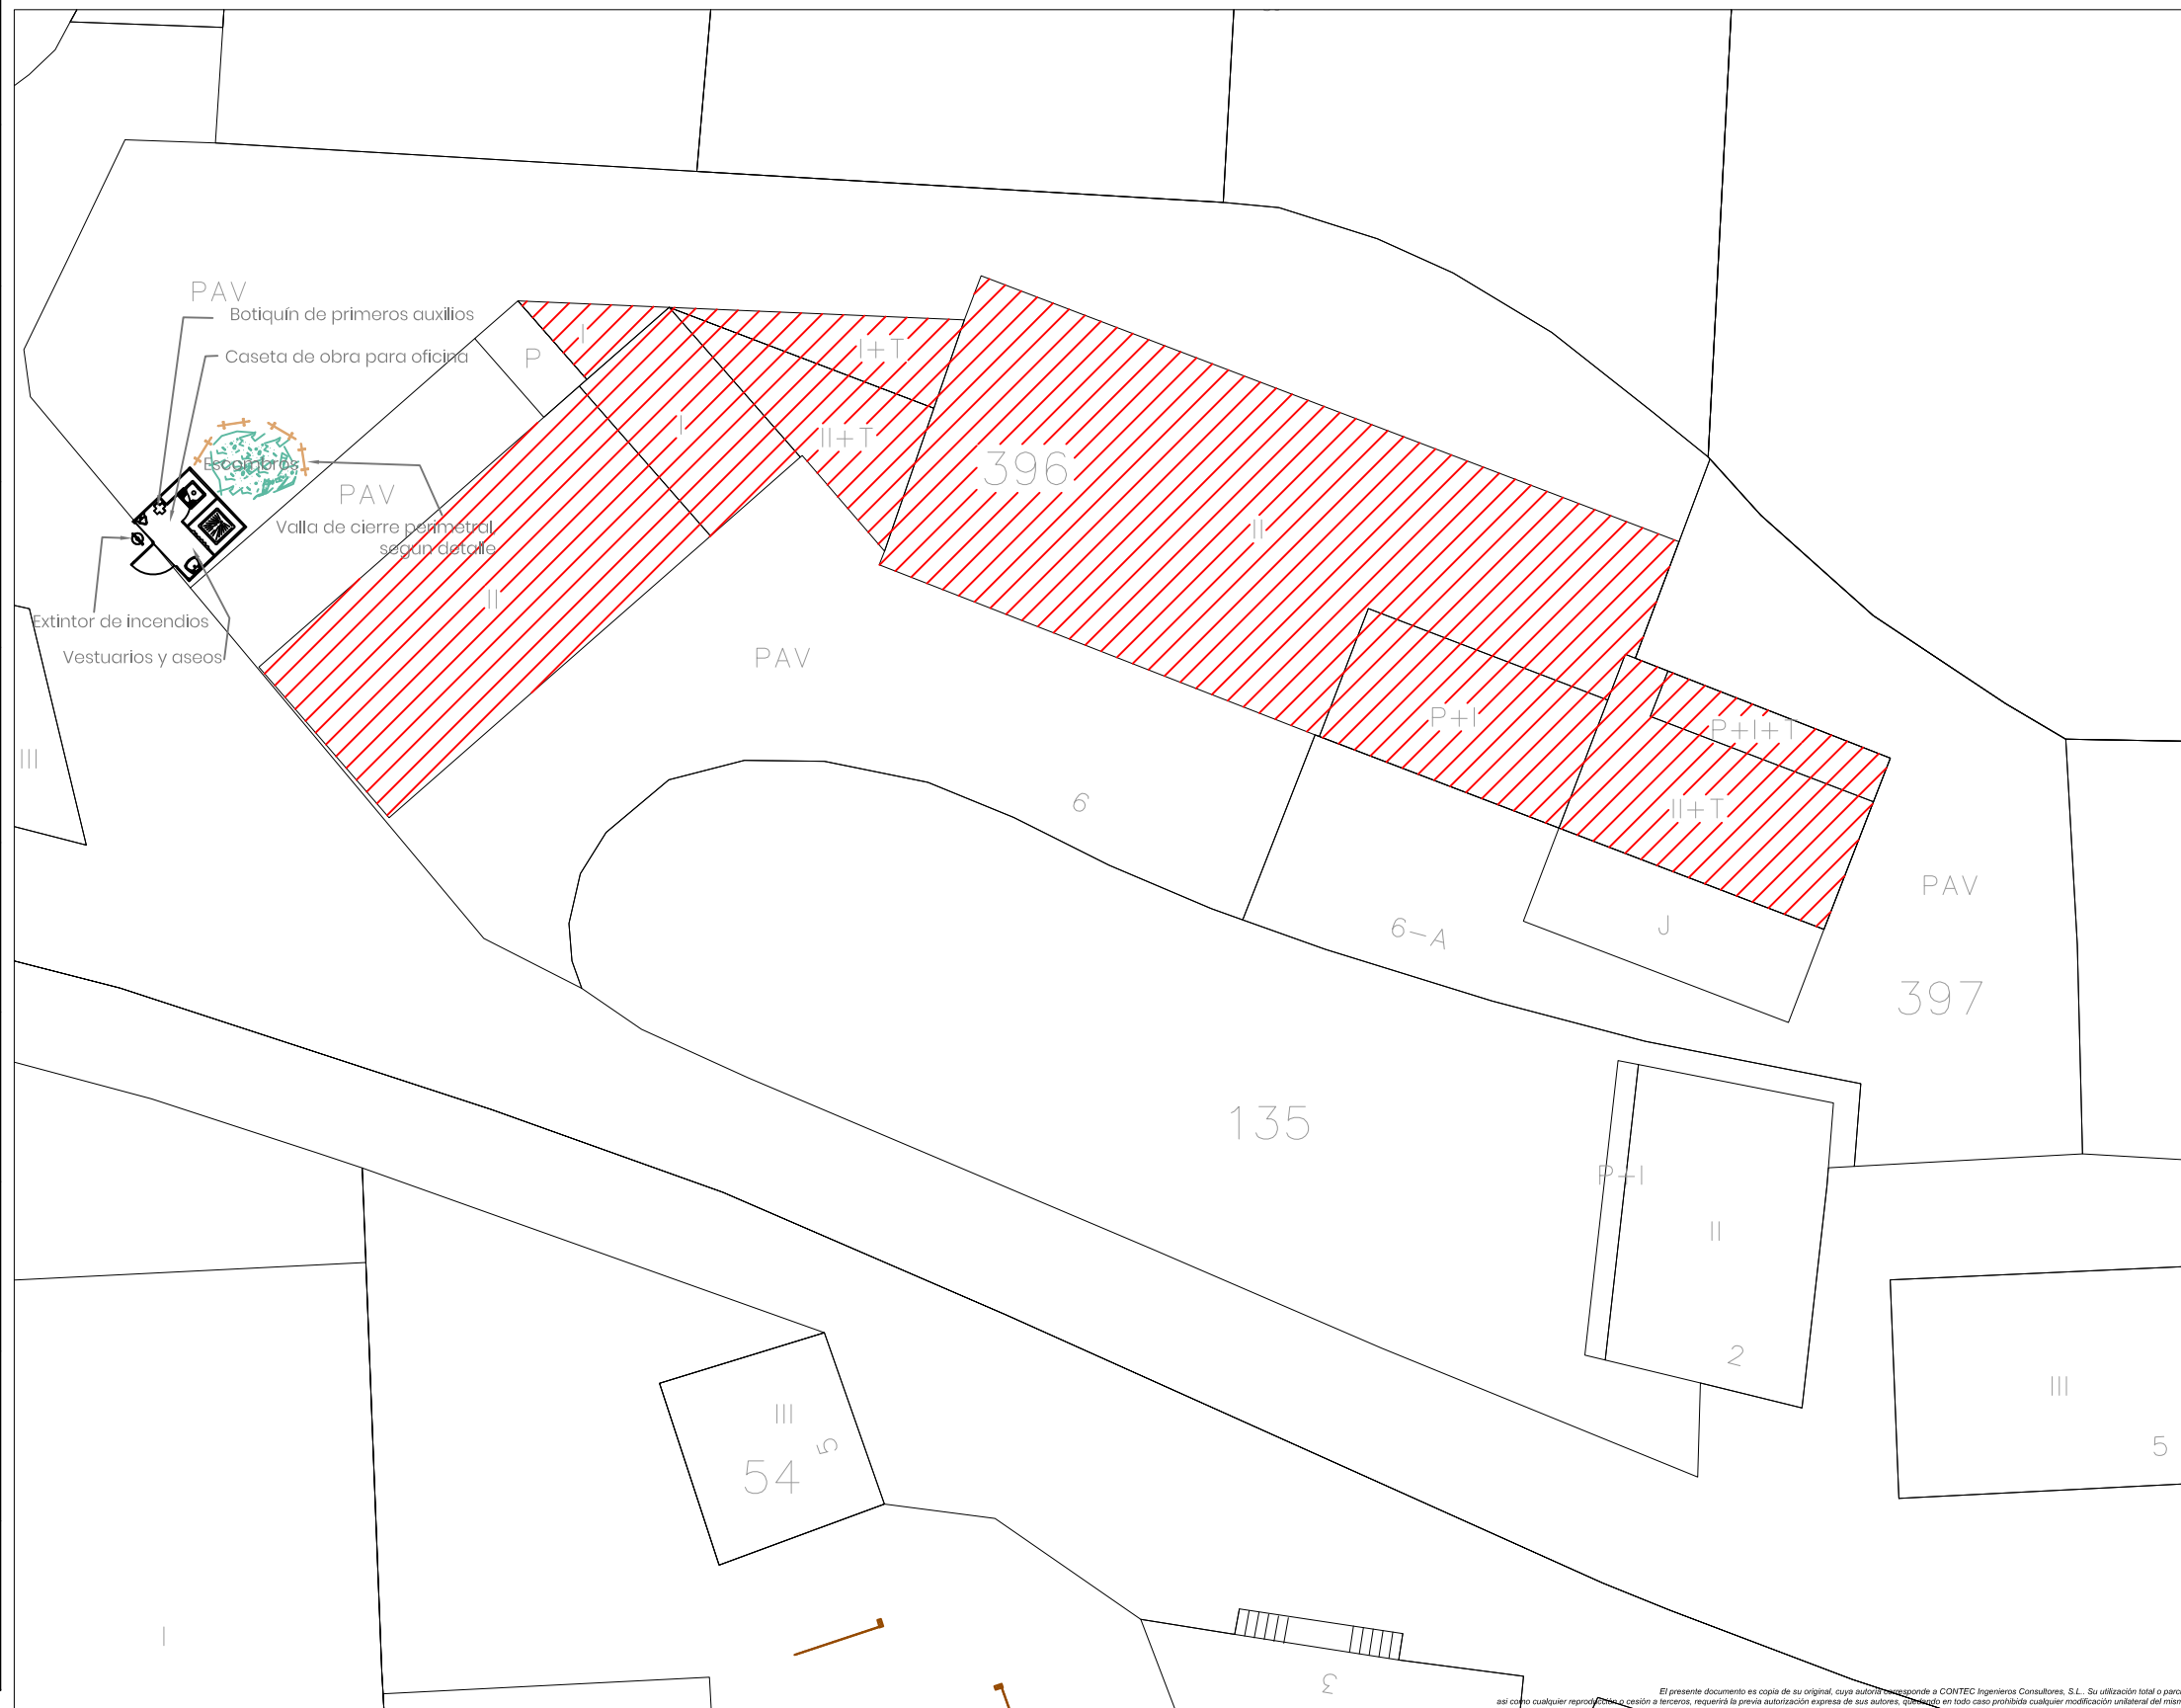 PAV
Botiquín de primeros auxilios
Caseta de obra para oficina
P
I
I+T
I
II+T
396
Escombros
PAV
Valla de cierre perimetral
según detalle
II
II
Extintor de incendios
Vestuarios y aseos
PAV
III
6
P+I
P+I+T
II+T
PAV
6-A
J
397
135
P+I
II
2
III
5
III
5
54
I
3
El presente documento es copia de su original, cuya autoría corresponde a CONTEC Ingenieros Consultores, S.L.. Su utilización total o
así como cualquier reproducción o cesión a terceros, requerirá la previa autorización expresa de sus autores, quedando en todo caso prohibida cualquier modificación unilateral del